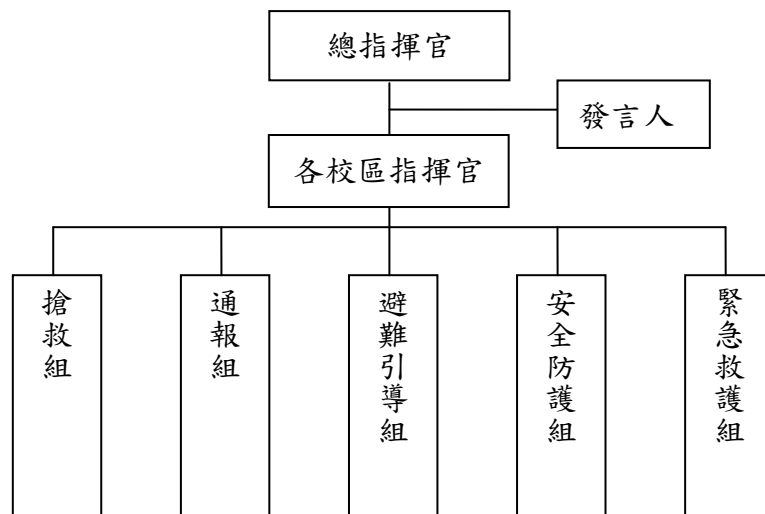 總指揮官
發言人
各校區指揮官
搶救組
通報組
避難引導組
安全防護組
緊急救護組